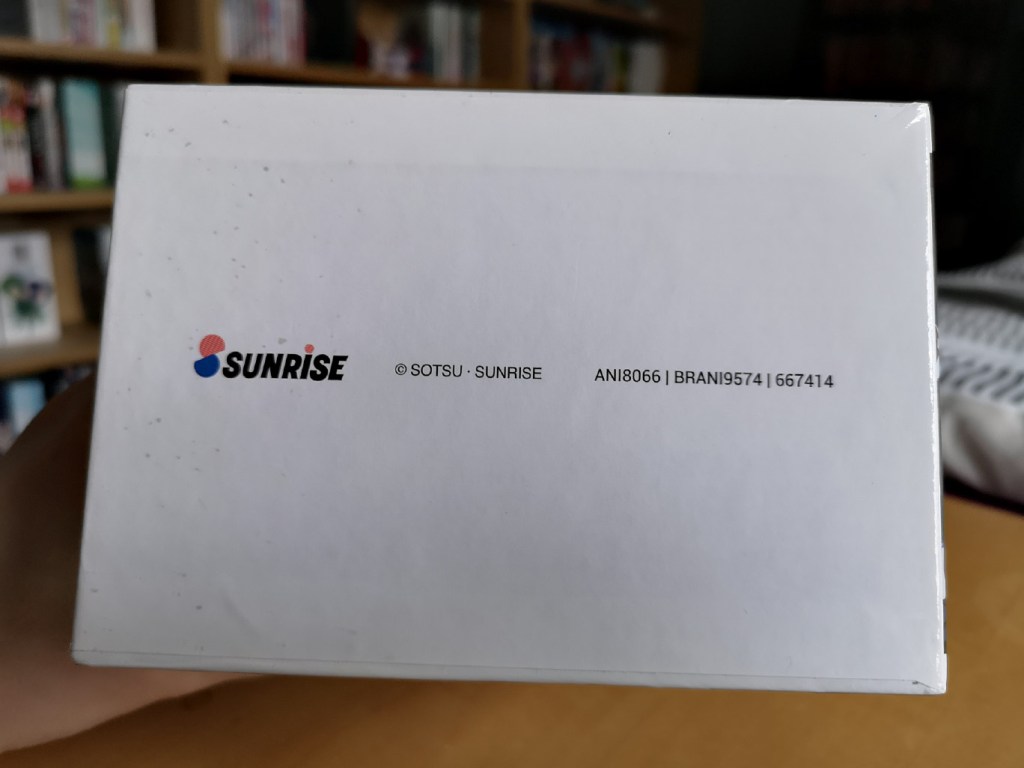 SUNRISE
© SOTSU · SUNRISE
ANI8066 | BRANI9574 | 667414